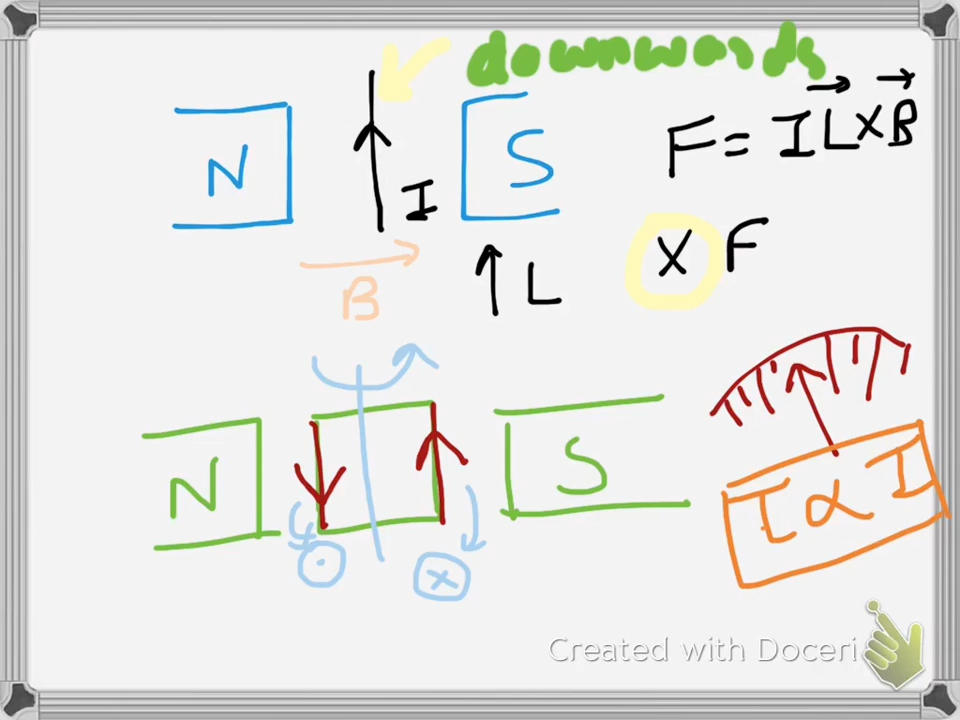 downwards
N
I
S
F = I L X B
B
L
X F
N
S
X
I α I
Created with Doceri